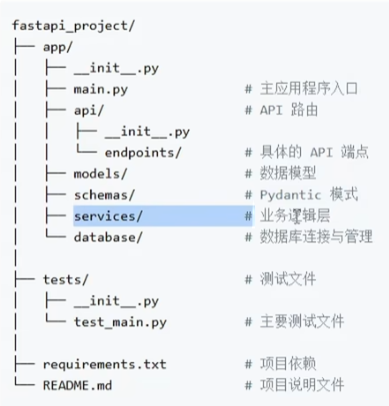 fastapi_project/
├── app/
│   ├── __init__.py
│   ├── main.py              # 主应用程序入口
│   ├── api/                 # API 路由
│   │   ├── __init__.py
│   │   └── endpoints/       # 具体的 API 端点
│   ├── models/              # 数据模型
│   ├── schemas/             # Pydantic 模式
│   ├── services/            # 业务逻辑层
│   └── database/            # 数据库连接与管理
│
├── tests/                   # 测试文件
│   ├── __init__.py
│   └── test_main.py         # 主要测试文件
│
├── requirements.txt         # 项目依赖
└── README.md                # 项目说明文件